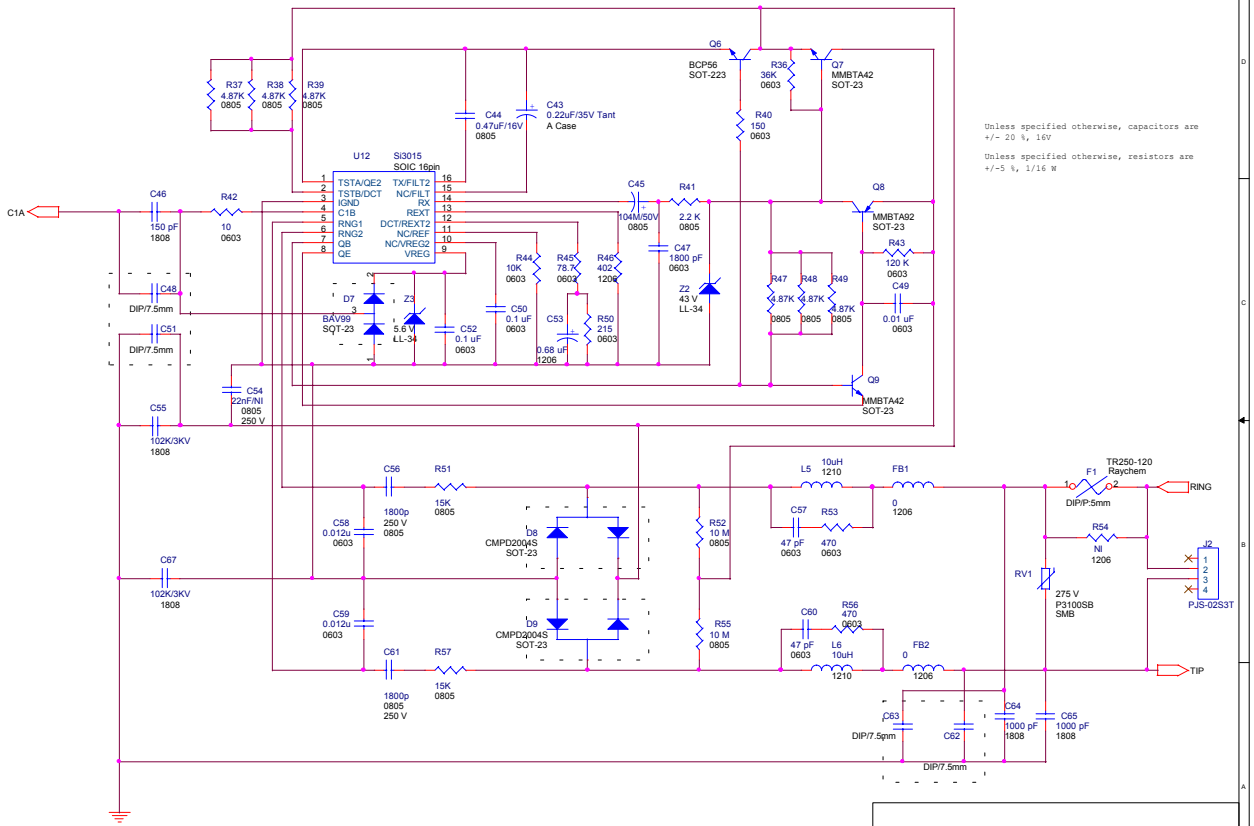 Q6
BCP56
SOT-223
R36
36K
0603
Q7
MMBTA42
SOT-23
D
R37
4.87K
0805
R38
4.87K
0805
R39
4.87K
0805
C44
0.47uF/16V
0805
C43
0.22uF/35V Tant
A Case
R40
150
0603
Unless specified otherwise, capacitors are
+/- 20 %, 16V
Unless specified otherwise, resistors are
+/-5 %, 1/16 W
U12
Si3015
SOIC 16pin
1 TSTA/QE2 TX/FILT2 16
2 TSTB/DCT NC/FILT 15
3 IGND RX 14
4 C1B REXT 13
5 RNG1 DCT/REXT2 12
6 RNG2 NC/REF 11
7 QB NC/VREG2 10
8 QE VREG 9
C1A
C46
150 pF
1808
R42
10
0603
C45
104M/50V
0805
R41
2.2 K
0805
Q8
MMBTA92
SOT-23
R43
120 K
0603
C47
1800 pF
0603
R44
10K
0603
R45
78.7
0603
R46
402
1206
Z2
43 V
LL-34
R47
4.87K
0805
R48
4.87K
0805
R49
4.87K
0805
C49
0.01 uF
0603
C
C48
DIP/7.5mm
C51
DIP/7.5mm
2
D7
3
BAV99
SOT-23
1
Z3
5.6 V
LL-34
C52
0.1 uF
0603
C50
0.1 uF
0603
C53
0.68 uF
1206
R50
215
0603
C54
22nF/NI
0805
250 V
Q9
MMBTA42
SOT-23
C55
102K/3KV
1808
C56
1800p
250 V
0805
R51
15K
0805
L5
10uH
1210
FB1
0
1206
TR250-120
Raychem
F1
1
2
DIP/P:5mm
RING
C57
47 pF
0603
R53
470
0603
C58
0.012u
0603
D8
CMPD2004S
SOT-23
R52
10 M
0805
R54
NI
1206
B
J2
1
2
3
4
PJS-02S3T
C67
102K/3KV
1808
RV1
275 V
P3100SB
SMB
C59
0.012u
0603
D9
CMPD2004S
SOT-23
R55
10 M
0805
C60
47 pF
0603
R56
470
0603
L6
10uH
1210
FB2
0
1206
C61
1800p
0805
250 V
R57
15K
0805
TIP
C63
DIP/7.5mm
C62
DIP/7.5mm
C64
1000 pF
1808
C65
1000 pF
1808
A